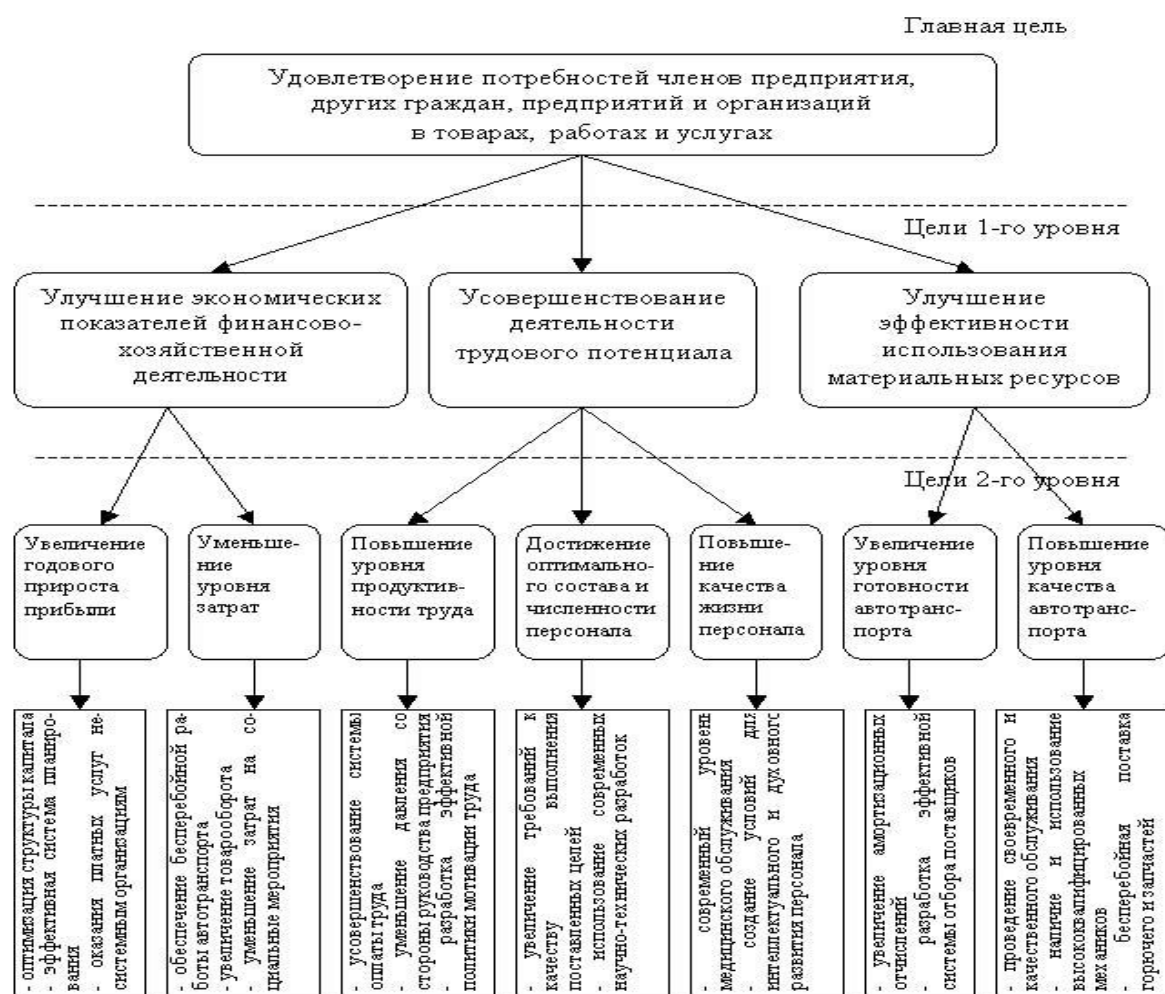 Главная цель
Удовлетворение потребностей членов предприятия,
других граждан, предприятий и организаций
в товарах, работах и услугах
Цели 1-го уровня
Улучшение экономических
показателей финансово-
хозяйственной
деятельности
Усовершенствование
деятельности
трудового потенциала
Улучшение
эффективности
использования
материальных ресурсов
Цели 2-го уровня
Увеличение
годового
прироста
прибыли
Уменьше-
ние
уровня
затрат
Повышение
уровня
продуктив-
ности труда
Достижение
оптимально-
го состава и
численности
персонала
Повыше-
ние
качества
жизни
персонала
Увеличение
уровня
готовности
автотранс-
порта
Повышение
уровня
качества
автотранс-
порта
- оптимизация структуры капитала
- эффективная система планиро-
вания
- оказания платных услуг не-
системным организациям
- обеспечение бесперебойной ра-
боты автотранспорта
- увеличение товарооборота
- уменьшение затрат на со-
циальные мероприятия
- усовершенствование системы
оплаты труда
- уменьшение давления со
стороны руководства предприятия
- разработка эффективной
политики мотивации труда
- увеличение требований к
качеству выполнения
поставленных целей
- использование современных
научно-технических разработок
- современный уровень
медицинского обслуживания
- создание условий для
интеллектуального и духовного
развития персонала
- увеличение амортизационных
отчислений
- разработка эффективной
системы отбора поставщиков
- проведение своевременного и
качественного обслуживания
- наличие и использование
высококвалифицированных
механиков
- бесперебойная поставка
горючего и запчастей